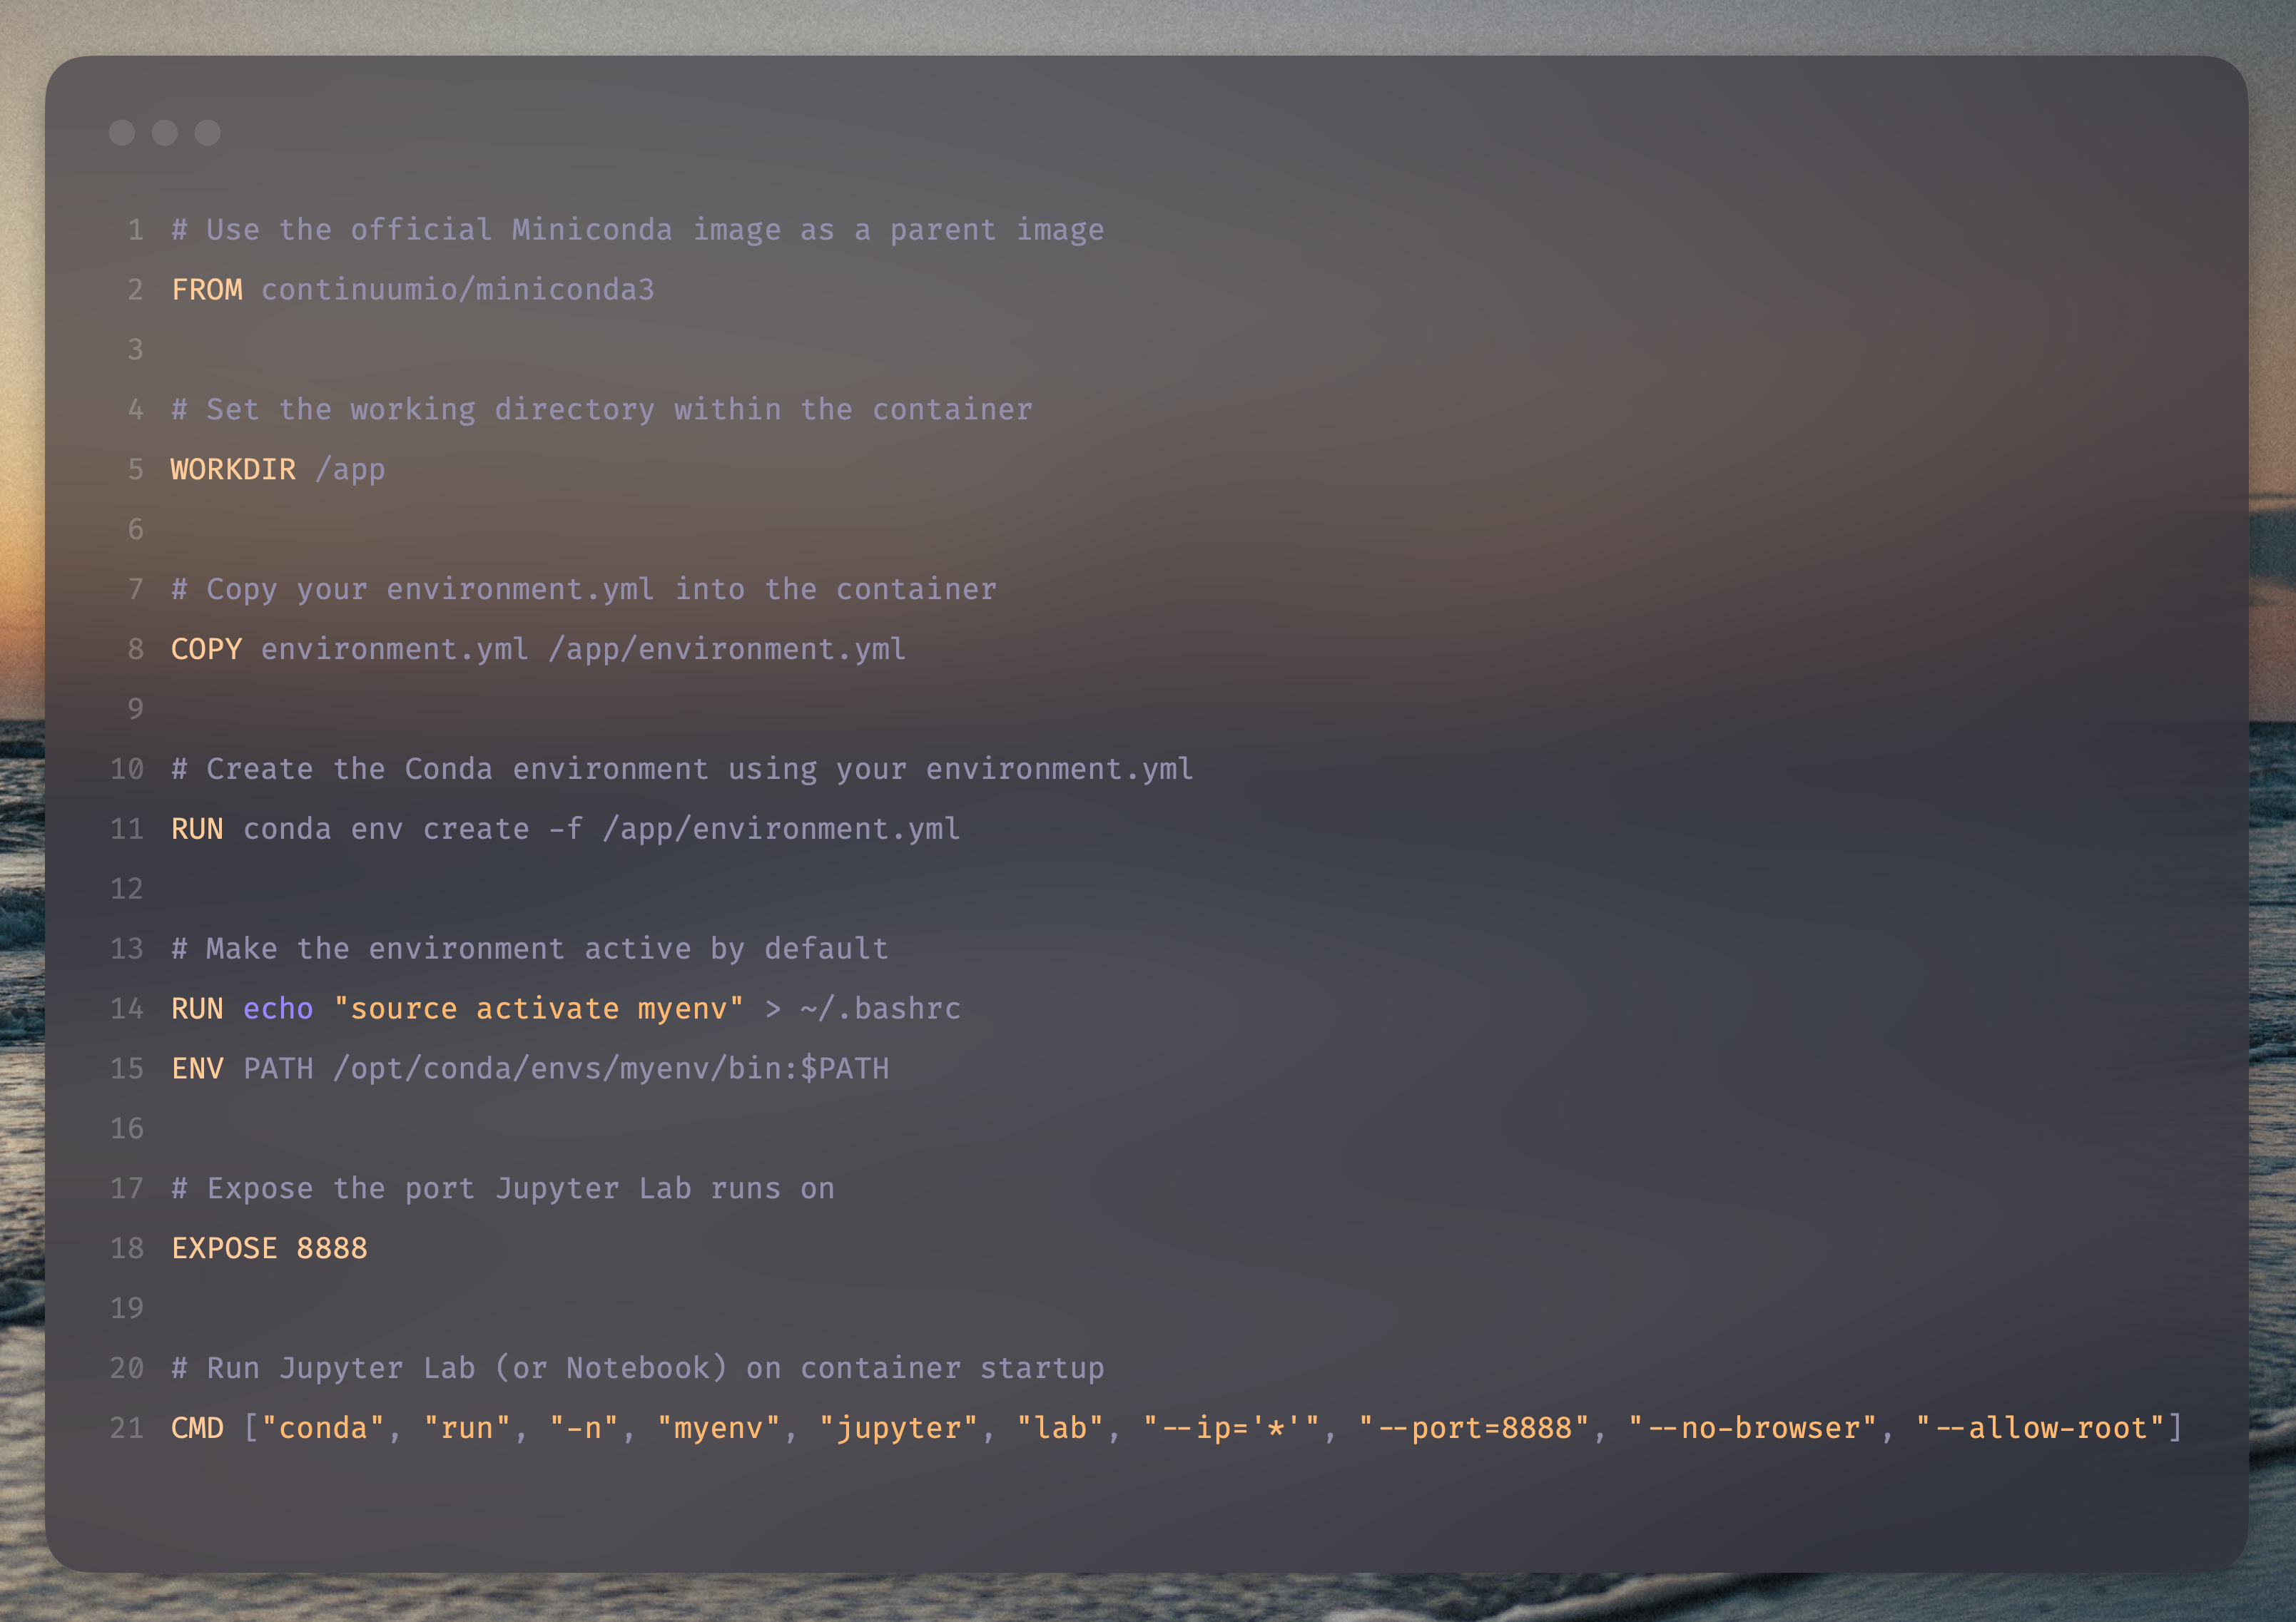 1 # Use the official Miniconda image as a parent image
2 FROM continuumio/miniconda3
3
4 # Set the working directory within the container
5 WORKDIR /app
6
7 # Copy your environment.yml into the container
8 COPY environment.yml /app/environment.yml
9
10 # Create the Conda environment using your environment.yml
11 RUN conda env create -f /app/environment.yml
12
13 # Make the environment active by default
14 RUN echo "source activate myenv" > ~/.bashrc
15 ENV PATH /opt/conda/envs/myenv/bin:$PATH
16
17 # Expose the port Jupyter Lab runs on
18 EXPOSE 8888
19
20 # Run Jupyter Lab (or Notebook) on container startup
21 CMD ["conda", "run", "-n", "myenv", "jupyter", "lab", "--ip='*'", "--port=8888", "--no-browser", "--allow-root"]